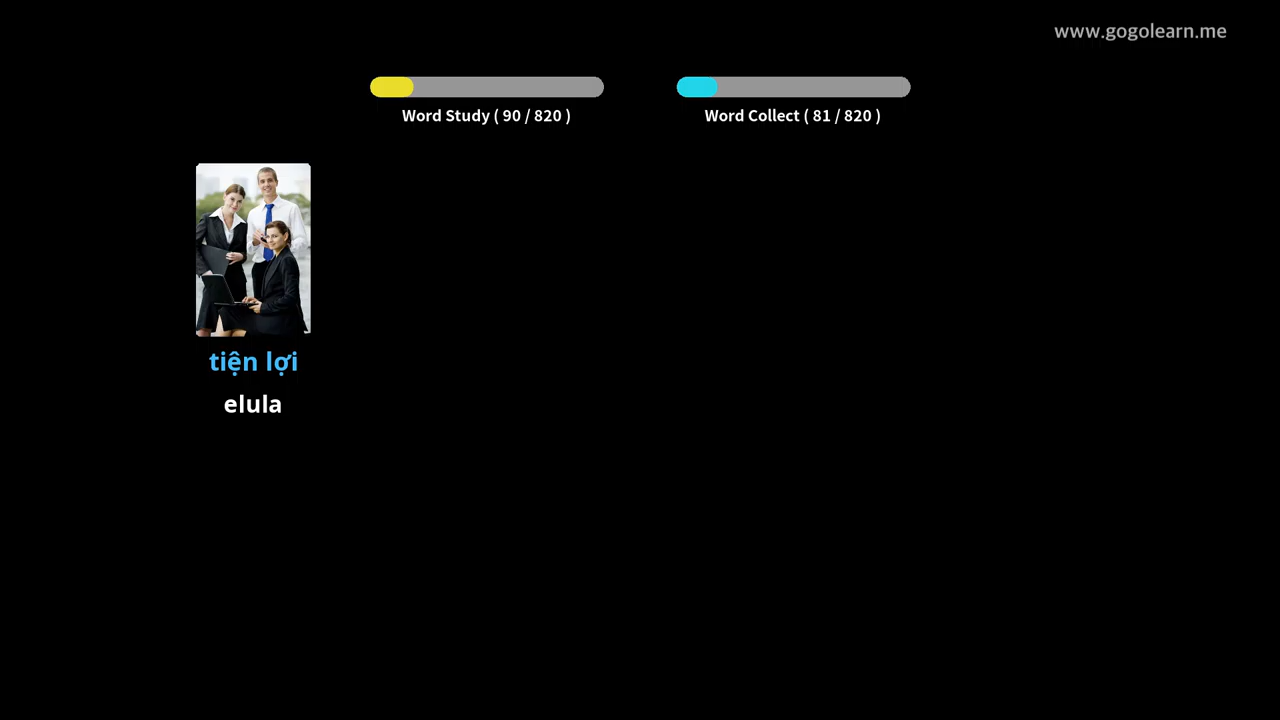 www.gogolearn.me
Word Study ( 90 / 820 )
Word Collect ( 81 / 820 )
tiện lợi
elula